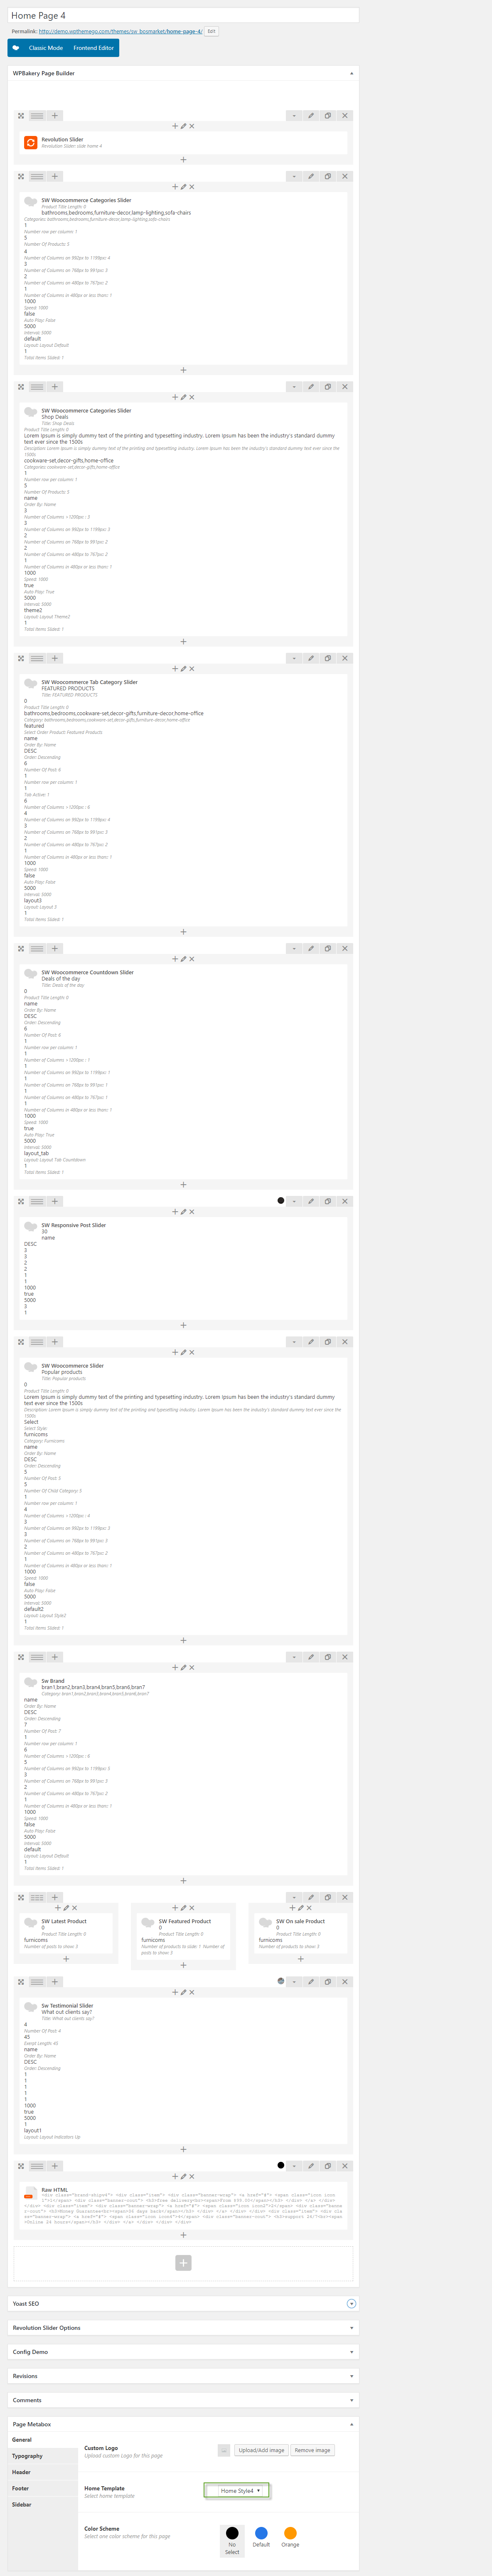 Home Page 4
Permalink: http://demo.wpthemego.com/themes/sw_topsmarket/home-page-4/ Edit
Classic Mode Frontend Editor
WPBakery Page Builder
Revolution Slider
Revolution Slider: slide home 4
SW Woocommerce Categories Slider
Product Title Length: 0
bathrooms,bedrooms,furniture-decor,lamp-lighting,sofa-chairs
Categories: bathrooms,bedrooms,furniture-decor,lamp-lighting,sofa-chairs
1
Number row per column: 1
5
Number Of Products: 5
4
Number of Columns on 992px to 1199px: 4
3
Number of Columns on 768px to 991px: 3
2
Number of Columns on 480px to 767px: 2
1
Number of Columns in 480px or less than: 1
1000
Speed: 1000
false
Auto Play: False
5000
Interval: 5000
default
Layout: Layout Default
1
Total Items Slided: 1
SW Woocommerce Categories Slider
Shop Deals
Title: Shop Deals
Product Title Length: 0
Lorem Ipsum is simply dummy text of the printing and typesetting industry. Lorem Ipsum has been the industry's standard dummy
text ever since the 1500s
Description: Lorem Ipsum is simply dummy text of the printing and typesetting industry. Lorem Ipsum has been the industry's standard dummy text ever since the
1500s
cookware-set,decor-gifts,home-office
Categories: cookware-set,decor-gifts,home-office
1
Number row per column: 1
5
Number Of Products: 5
name
Order By: Name
3
Number of Columns >1200px: : 3
3
Number of Columns on 992px to 1199px: 3
2
Number of Columns on 768px to 991px: 2
2
Number of Columns on 480px to 767px: 2
1
Number of Columns in 480px or less than: 1
1000
Speed: 1000
true
Auto Play: True
5000
Interval: 5000
theme2
Layout: Layout Theme2
1
Total Items Slided: 1
SW Woocommerce Tab Category Slider
FEATURED PRODUCTS
Title: FEATURED PRODUCTS
0
Product Title Length: 0
bathrooms,bedrooms,cookware-set,decor-gifts,furniture-decor,home-office
Category: bathrooms,bedrooms,cookware-set,decor-gifts,furniture-decor,home-office
featured
Select Order Product: Featured Products
name
Order By: Name
DESC
Order: Descending
6
Number Of Post: 6
1
Number row per column: 1
1
Tab Active: 1
6
Number of Columns >1200px: : 6
4
Number of Columns on 992px to 1199px: 4
3
Number of Columns on 768px to 991px: 3
2
Number of Columns on 480px to 767px: 2
1
Number of Columns in 480px or less than: 1
1000
Speed: 1000
false
Auto Play: False
5000
Interval: 5000
layout3
Layout: Layout 3
1
Total Items Slided: 1
SW Woocommerce Countdown Slider
Deals of the day
Title: Deals of the day
0
Product Title Length: 0
name
Order By: Name
DESC
Order: Descending
6
Number Of Post: 6
1
Number row per column: 1
1
Number of Columns >1200px: : 1
1
Number of Columns on 992px to 1199px: 1
1
Number of Columns on 768px to 991px: 1
1
Number of Columns on 480px to 767px: 1
1
Number of Columns in 480px or less than: 1
1000
Speed: 1000
true
Auto Play: True
5000
Interval: 5000
layout_tab
Layout: Layout Tab Countdown
1
Total Items Slided: 1
SW Responsive Post Slider
30
name
DESC
3
3
2
2
1
1
1000
true
5000
3
1
SW Woocommerce Slider
Popular products
Title: Popular products
0
Product Title Length: 0
Lorem Ipsum is simply dummy text of the printing and typesetting industry. Lorem Ipsum has been the industry's standard dummy
text ever since the 1500s
Description: Lorem Ipsum is simply dummy text of the printing and typesetting industry. Lorem Ipsum has been the industry's standard dummy text ever since the
1500s
Select
Select Style:
furnicoms
Category: Furnicoms
name
Order By: Name
DESC
Order: Descending
5
Number Of Post: 5
5
Number Of Child Category: 5
1
Number row per column: 1
4
Number of Columns >1200px: : 4
3
Number of Columns on 992px to 1199px: 3
3
Number of Columns on 768px to 991px: 3
2
Number of Columns on 480px to 767px: 2
1
Number of Columns in 480px or less than: 1
1000
Speed: 1000
false
Auto Play: False
5000
Interval: 5000
default2
Layout: Layout Style2
1
Total Items Slided: 1
Sw Brand
bran1,bran2,bran3,bran4,bran5,bran6,bran7
Category: bran1,bran2,bran3,bran4,bran5,bran6,bran7
name
Order By: Name
DESC
Order: Descending
7
Number Of Post: 7
1
Number row per column: 1
6
Number of Columns >1200px: : 6
5
Number of Columns on 992px to 1199px: 5
3
Number of Columns on 768px to 991px: 3
2
Number of Columns on 480px to 767px: 2
1
Number of Columns in 480px or less than: 1
1000
Speed: 1000
false
Auto Play: False
5000
Interval: 5000
default
Layout: Layout Default
1
Total Items Slided: 1
SW Latest Product
0
Product Title Length: 0
furnicoms
Number of posts to show: 3
SW Featured Product
0
Product Title Length: 0
furnicoms
Number of products to slide: 1 Number of
posts to show: 3
SW On sale Product
0
Product Title Length: 0
furnicoms
Number of products to show: 3
Sw Testimonial Slider
What out clients say?
Title: What out clients say?
4
Number Of Post: 4
45
Exerpt Length: 45
name
Order By: Name
DESC
Order: Descending
1
1
1
1
1
1000
true
5000
1
layout1
Layout: Layout Indicators Up
Raw HTML
Yoast SEO
Revolution Slider Options
Config Demo
Revisions
Comments
Page Metabox
General
Typography
Header
Footer
Sidebar
Custom Logo
Upload custom Logo for this page
Upload/Add image Remove image
Home Template
Select home template
Home Style4
Color Scheme
Select one color scheme for this page
No Select
Default
Orange